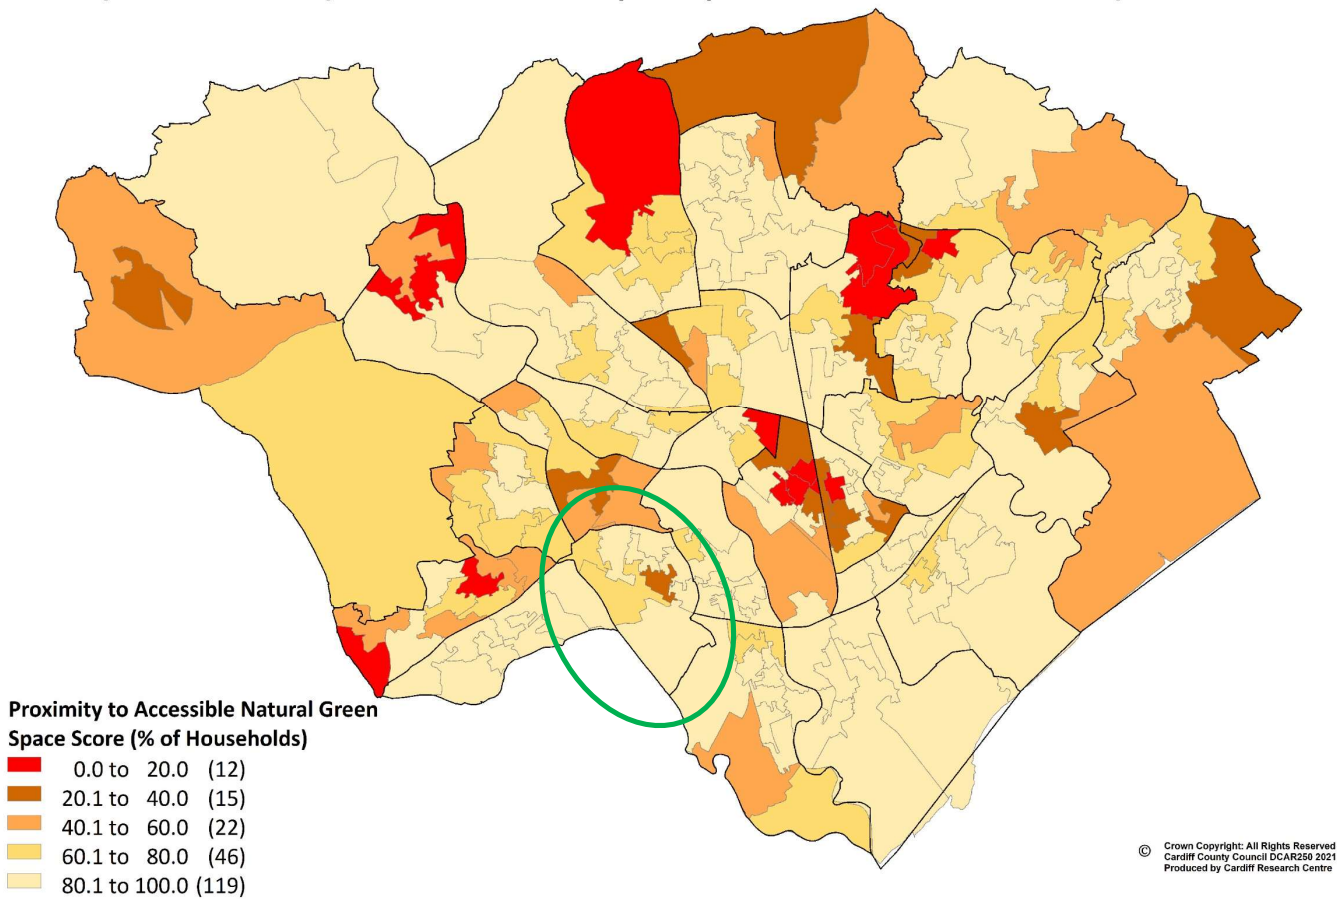 Proximity to Accessible Natural Green
Space Score (% of Households)
0.0 to 20.0 (12)
20.1 to 40.0 (15)
40.1 to 60.0 (22)
60.1 to 80.0 (46)
80.1 to 100.0 (119)
© Crown Copyright: All Rights Reserved
Cardiff County Council DCAR250 2021
Produced by Cardiff Research Centre